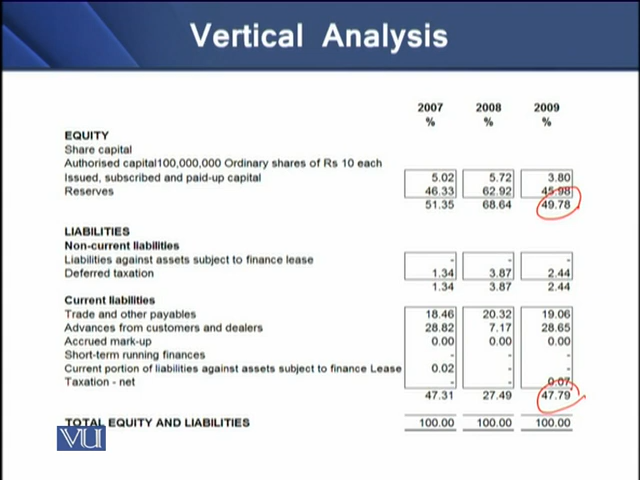 Vertical Analysis
2007 2008 2009
% % %
EQUITY
Share capital
Authorised capital100,000,000 Ordinary shares of Rs 10 each
Issued, subscribed and paid-up capital 5.02 5.72 3.80
Reserves 46.33 62.92 45.98
51.35 68.64 49.78
LIABILITIES
Non-current liabilities
Liabilities against assets subject to finance lease - - -
Deferred taxation 1.34 3.87 2.44
1.34 3.87 2.44
Current liabilities
Trade and other payables 18.46 20.32 19.06
Advances from customers and dealers 28.82 7.17 28.65
Accrued mark-up 0.00 0.00 0.00
Short-term running finances - - -
Current portion of liabilities against assets subject to finance Lease 0.02 - -
Taxation - net - - 0.07
47.31 27.49 47.79
TOTAL EQUITY AND LIABILITIES 100.00 100.00 100.00
VU